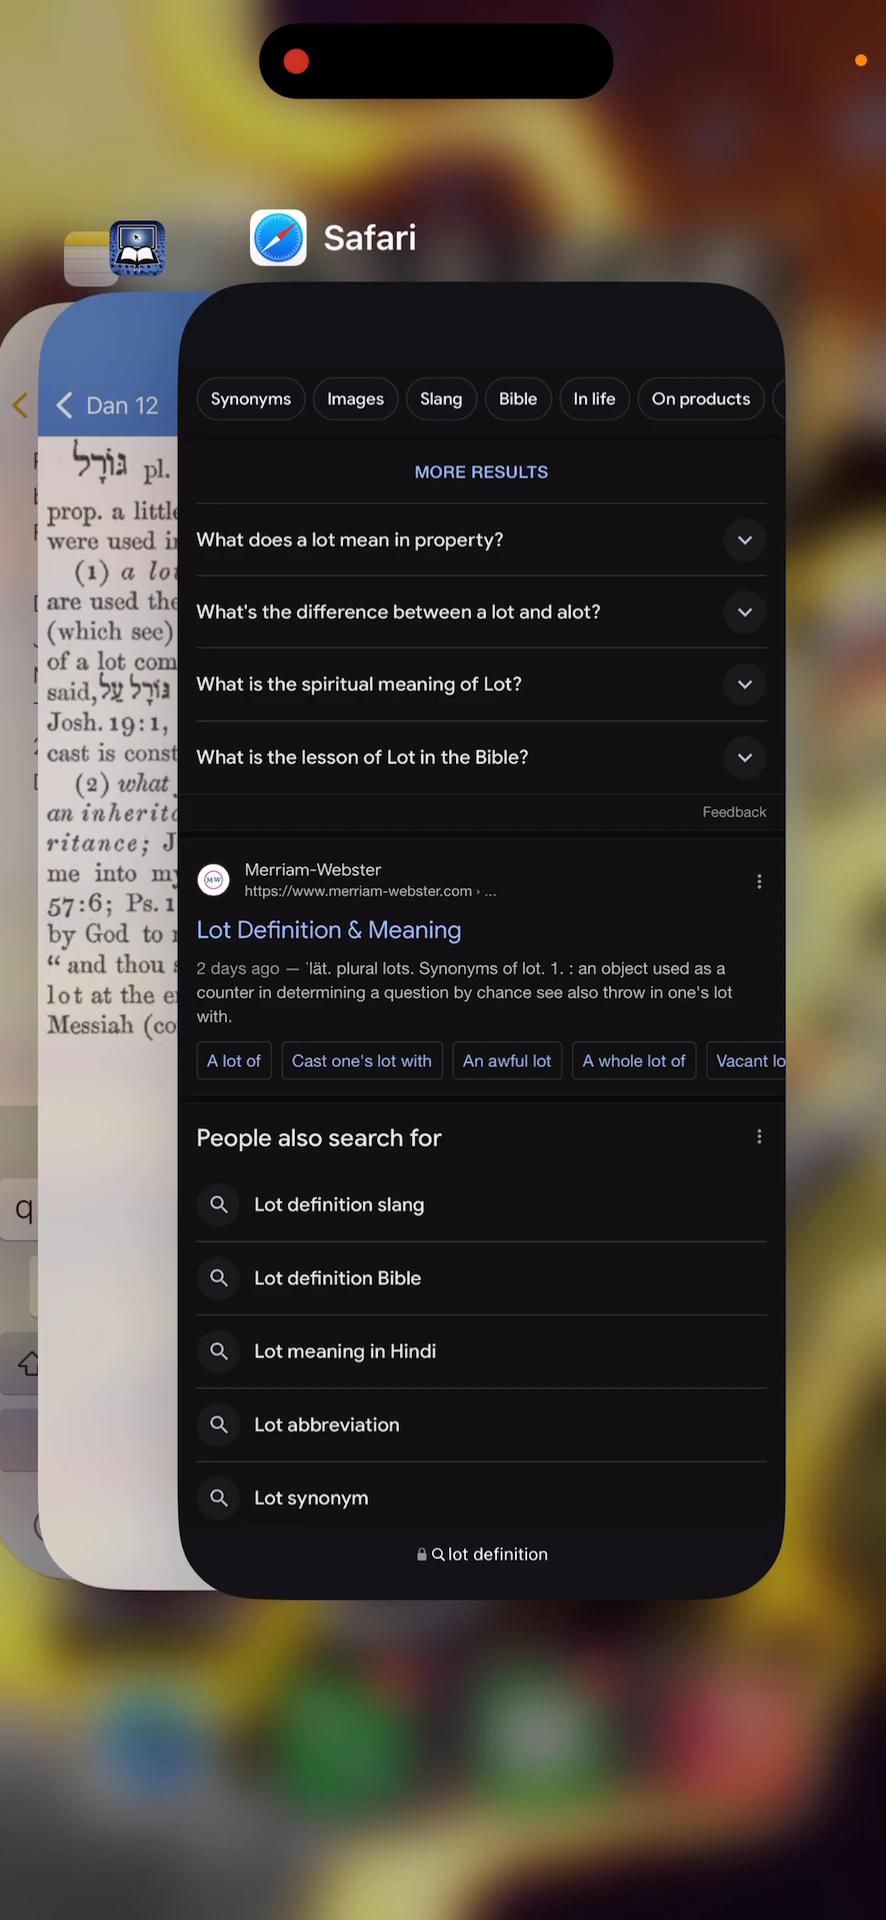 Safari
Dan 12
גּוֹרָל pl.
prop. a little
were used i
(1) a lot
are used the
(which see)
of a lot com
said, גּוֹרָל עַל
Josh. 19:1,
cast is const
(2) what
an inherit
ritance; J
me into my
57:6; Ps. 1
by God to
“and thou s
lot at the e
Messiah (co
q
Synonyms
Images
Slang
Bible
In life
On products
MORE RESULTS
What does a lot mean in property?
What's the difference between a lot and alot?
What is the spiritual meaning of Lot?
What is the lesson of Lot in the Bible?
Feedback
Merriam-Webster
https://www.merriam-webster.com › ...
Lot Definition & Meaning
2 days ago — ˈlät. plural lots. Synonyms of lot. 1. : an object used as a
counter in determining a question by chance see also throw in one's lot
with.
A lot of
Cast one's lot with
An awful lot
A whole lot of
Vacant lo
People also search for
Lot definition slang
Lot definition Bible
Lot meaning in Hindi
Lot abbreviation
Lot synonym
lot definition